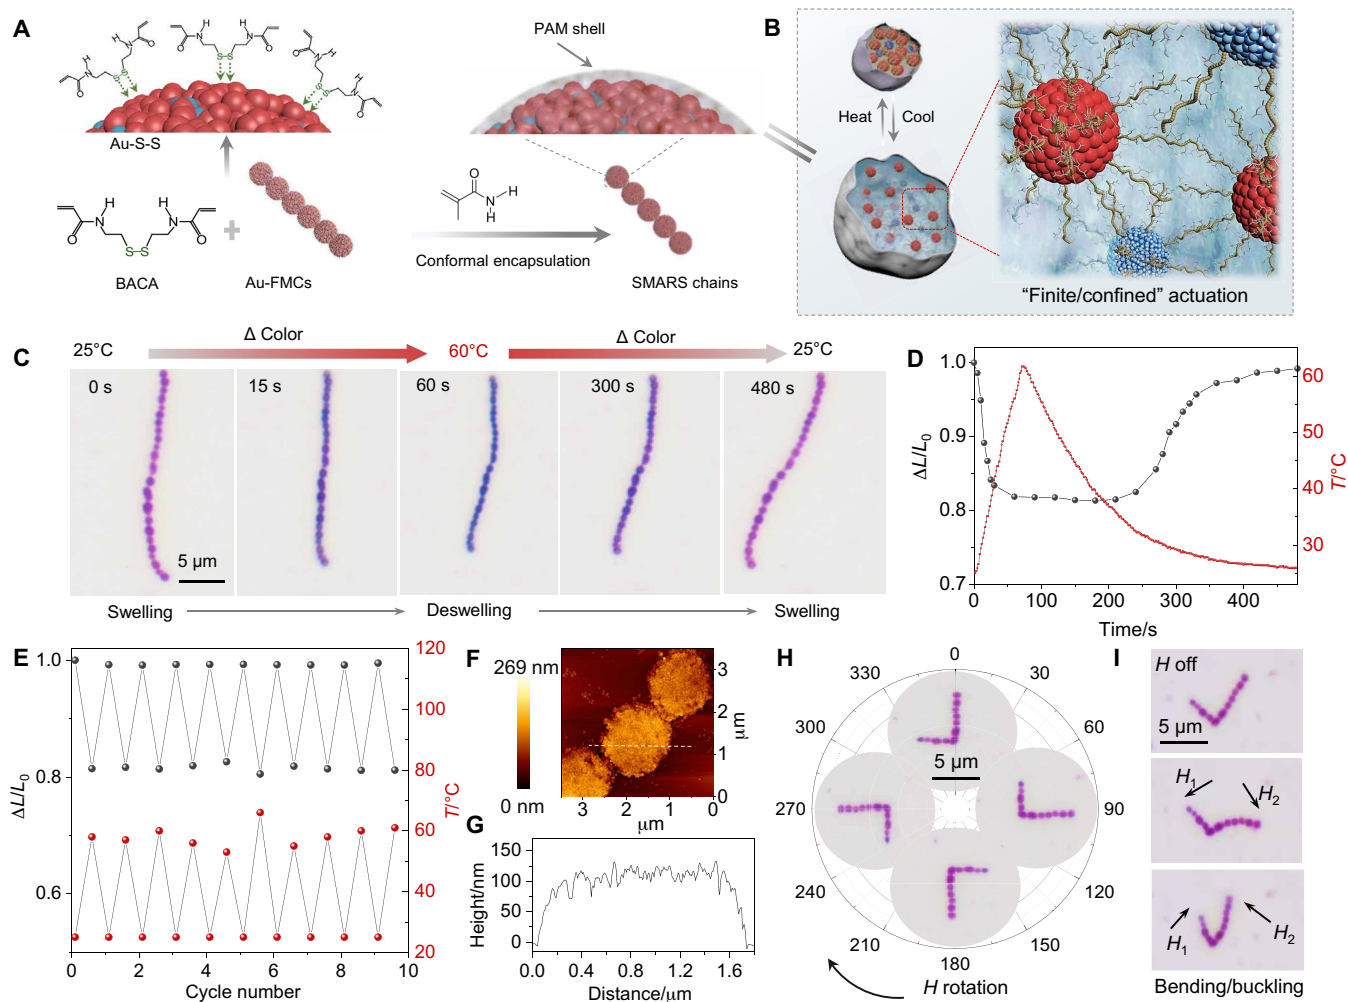 A
H
N
O
S-S
H
N
O
Au-S-S
PAM shell
O
H
N
H
N
O
S-S
H
N
O
BACA
Au-FMCs
Conformal encapsulation
SMARS chains
B
Heat
Cool
“Finite/confined” actuation
C
25°C
Δ Color
60°C
Δ Color
25°C
0 s
15 s
60 s
300 s
480 s
5 µm
Swelling
Deswelling
Swelling
D
1.0
0.9
0.8
0.7
ΔL/L0
60
50
40
30
T/°C
0
100
200
300
400
Time/s
E
1.0
0.8
0.6
ΔL/L0
120
100
80
60
40
20
T/°C
0
2
4
6
8
10
Cycle number
F
269 nm
0 nm
3
2
1
0
µm
3
2
1
0
µm
G
150
100
50
0
Height/nm
0.0
0.6
1.2
Distance/µm
H
0
30
60
90
120
150
180
210
240
270
300
330
5 µm
H rotation
I
H off
5 µm
H1
H2
H1
H2
Bending/buckling